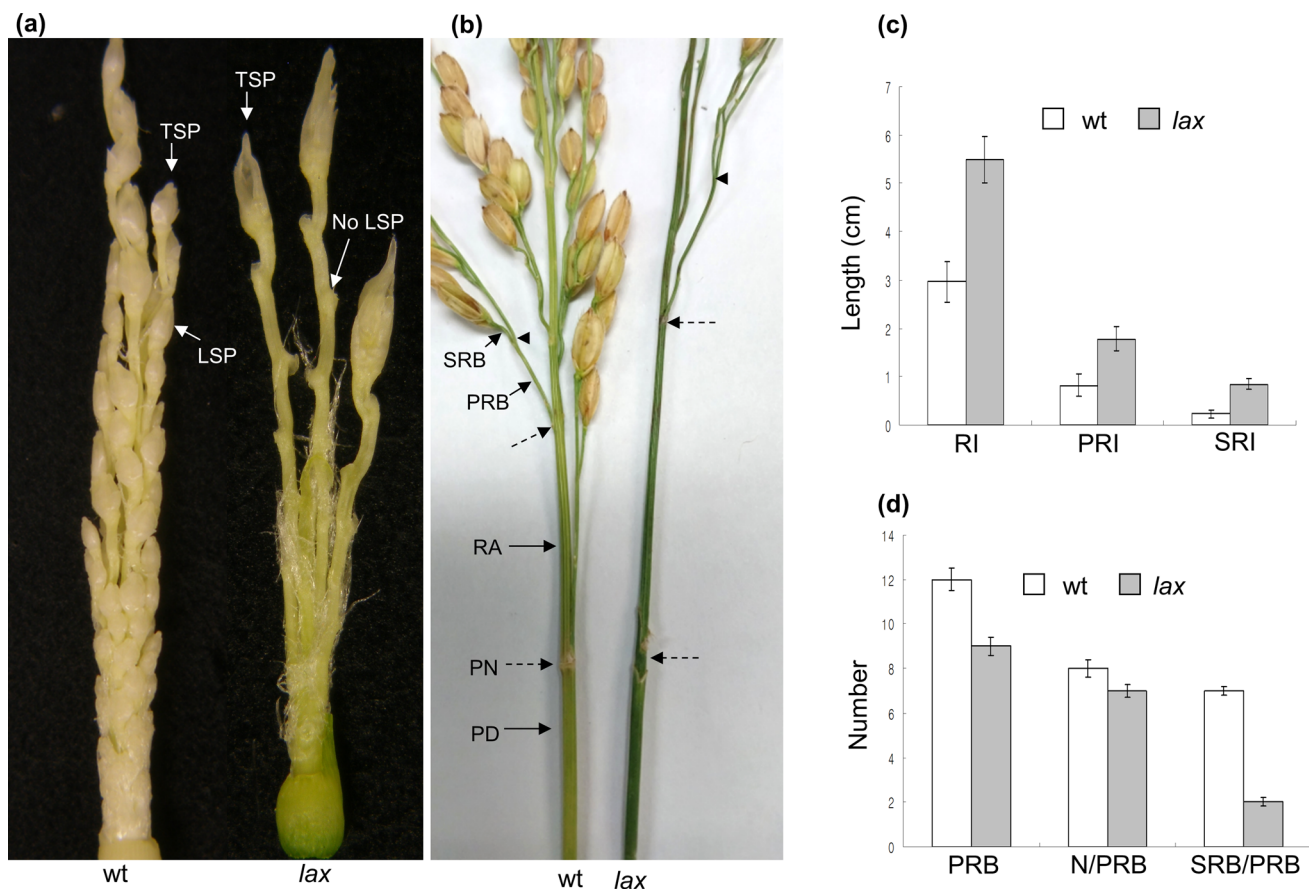 (a)
TSP
TSP
No LSP
LSP
wt
lax
(b)
SRB
PRB
RA
PN
PD
wt lax
(c)
7
6
5
4
3
2
1
0
Length (cm)
wt lax
RI PRI SRI
(d)
14
12
10
8
6
4
2
0
Number
wt lax
PRB N/PRB SRB/PRB